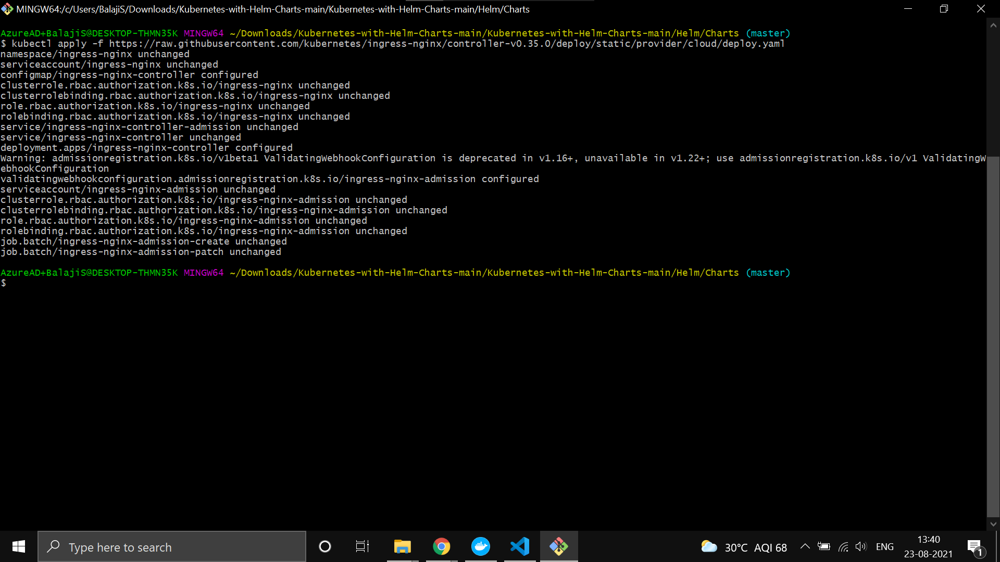 MINGW64:/c/Users/BalajiS/Downloads/Kubernetes-with-Helm-Charts-main/Kubernetes-with-Helm-Charts-main/Helm/Charts
AzureAD+BalajiS@DESKTOP-THMN35K MINGW64 ~/Downloads/Kubernetes-with-Helm-Charts-main/Kubernetes-with-Helm-Charts-main/Helm/Charts (master)
$ kubectl apply -f https://raw.githubusercontent.com/kubernetes/ingress-nginx/controller-v0.35.0/deploy/static/provider/cloud/deploy.yaml
namespace/ingress-nginx unchanged
serviceaccount/ingress-nginx unchanged
configmap/ingress-nginx-controller configured
clusterrole.rbac.authorization.k8s.io/ingress-nginx unchanged
clusterrolebinding.rbac.authorization.k8s.io/ingress-nginx unchanged
role.rbac.authorization.k8s.io/ingress-nginx unchanged
rolebinding.rbac.authorization.k8s.io/ingress-nginx unchanged
service/ingress-nginx-controller-admission unchanged
service/ingress-nginx-controller unchanged
deployment.apps/ingress-nginx-controller configured
Warning: admissionregistration.k8s.io/v1beta1 ValidatingWebhookConfiguration is deprecated in v1.16+, unavailable in v1.22+; use admissionregistration.k8s.io/v1 ValidatingW
ebhookConfiguration
validatingwebhookconfiguration.admissionregistration.k8s.io/ingress-nginx-admission configured
serviceaccount/ingress-nginx-admission unchanged
clusterrole.rbac.authorization.k8s.io/ingress-nginx-admission unchanged
clusterrolebinding.rbac.authorization.k8s.io/ingress-nginx-admission unchanged
role.rbac.authorization.k8s.io/ingress-nginx-admission unchanged
rolebinding.rbac.authorization.k8s.io/ingress-nginx-admission unchanged
job.batch/ingress-nginx-admission-create unchanged
job.batch/ingress-nginx-admission-patch unchanged
AzureAD+BalajiS@DESKTOP-THMN35K MINGW64 ~/Downloads/Kubernetes-with-Helm-Charts-main/Kubernetes-with-Helm-Charts-main/Helm/Charts (master)
$
Type here to search
30°C AQI 68
ENG
13:40
23-08-2021
1